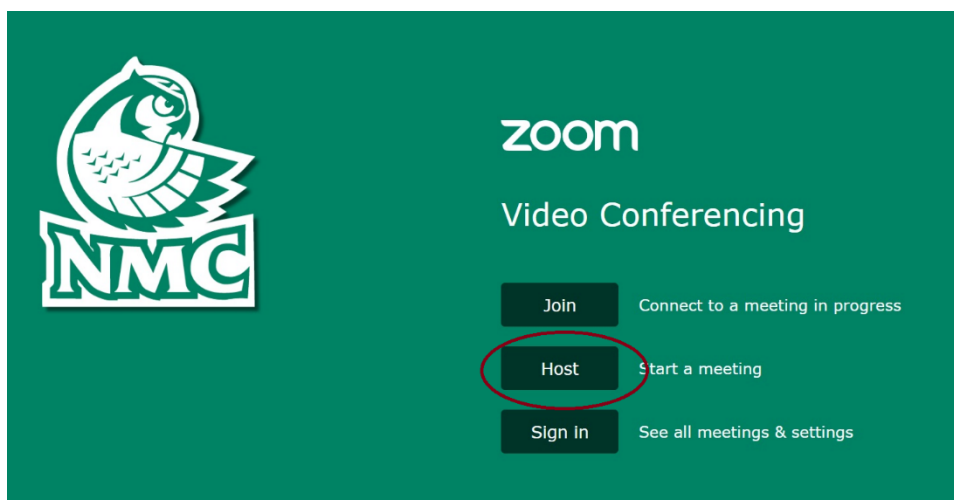 NMC
zoom
Video Conferencing
Join Connect to a meeting in progress
Host Start a meeting
Sign in See all meetings & settings